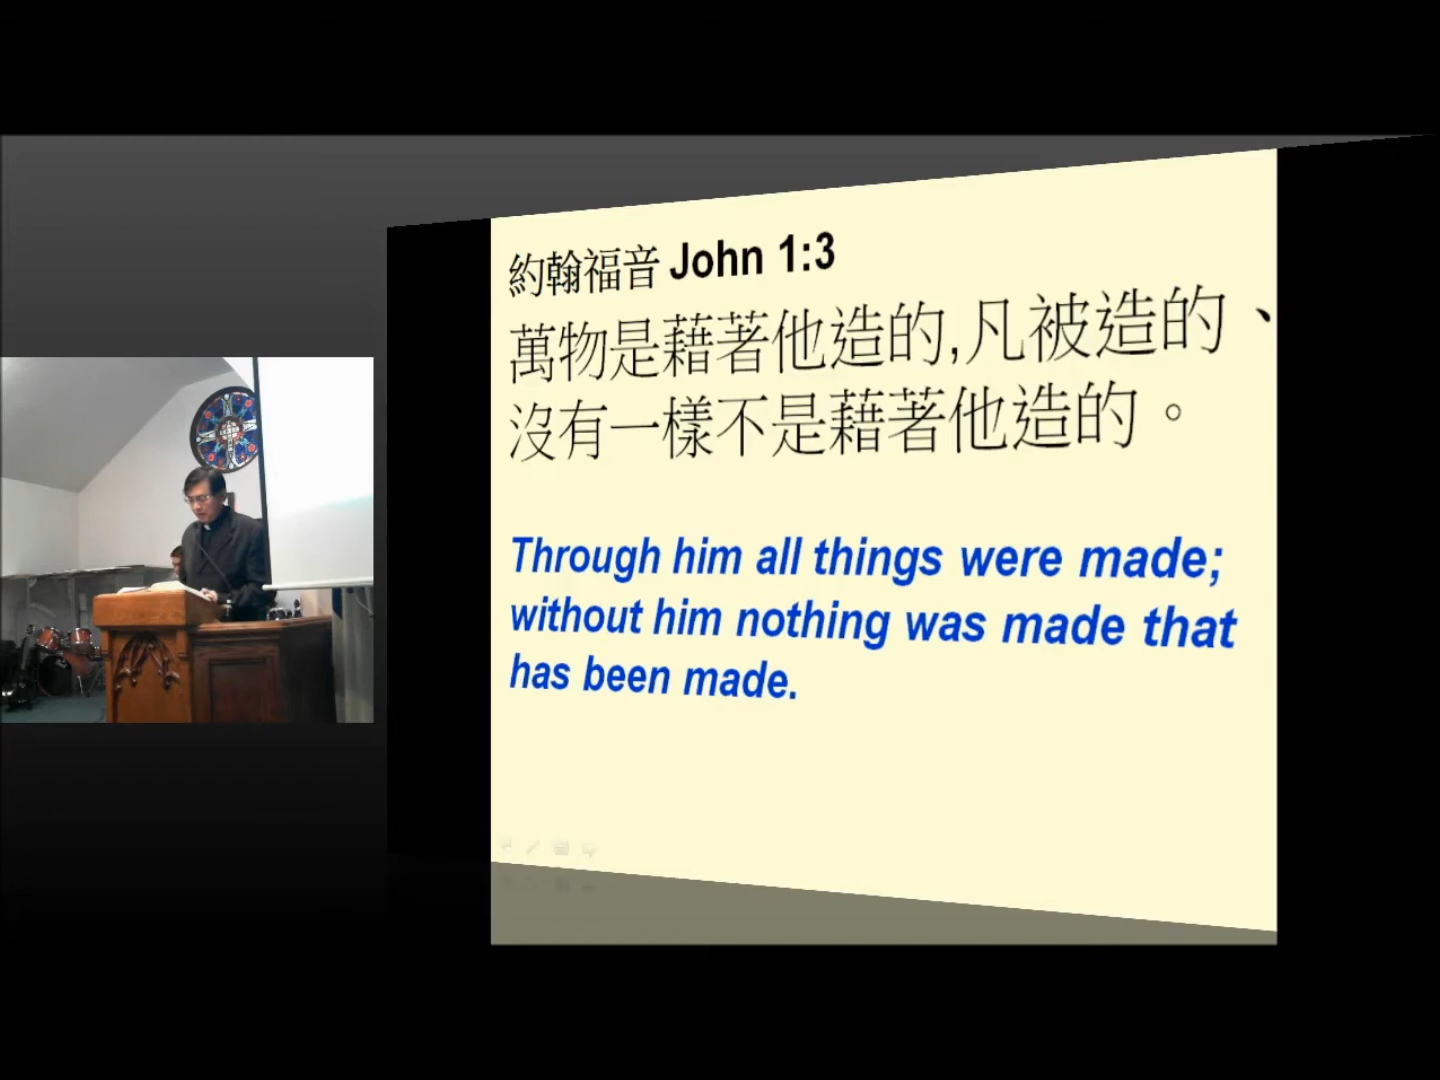 約翰福音 John 1:3
萬物是藉著他造的,凡被造的、
沒有一樣不是藉著他造的。
Through him all things were made;
without him nothing was made that
has been made.